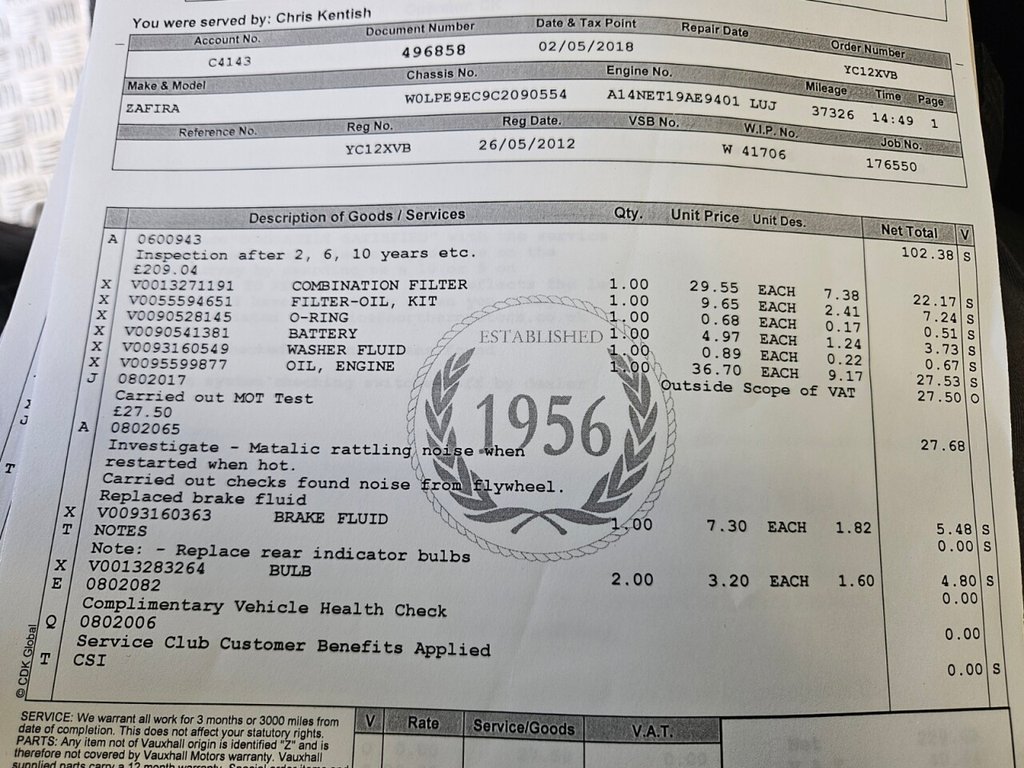 You were served by: Chris Kentish
Account No. Document Number Date & Tax Point Repair Date Order Number
C4143 496858 02/05/2018 YC12XVB
Make & Model Chassis No. Engine No. Mileage Time Page
ZAFIRA W0LPE9EC9C2090554 A14NET19AE9401 LUJ 37326 14:49 1
Reference No. Reg No. Reg Date. VSB No. W.I.P. No. Job No.
YC12XVB 26/05/2012 W 41706 176550
Description of Goods / Services Qty. Unit Price Unit Des. Net Total V
A 0600943 102.38 S
Inspection after 2, 6, 10 years etc.
£209.04
X V0013271191 COMBINATION FILTER 1.00 29.55 EACH 7.38 22.17 S
X V0055594651 FILTER-OIL, KIT 1.00 9.65 EACH 2.41 7.24 S
X V0090528145 O-RING 1.00 0.68 EACH 0.17 0.51 S
X V0090541381 BATTERY 1.00 4.97 EACH 1.24 3.73 S
X V0093160549 WASHER FLUID 1.00 0.89 EACH 0.22 0.67 S
X V0095599877 OIL, ENGINE 1.00 36.70 EACH 9.17 27.53 S
J 0802017 Outside Scope of VAT 27.50 O
Carried out MOT Test
£27.50
A 0802065 27.68
Investigate - Matalic rattling noise when
restarted when hot.
Carried out checks found noise from flywheel.
Replaced brake fluid
X V0093160363 BRAKE FLUID 1.00 7.30 EACH 1.82 5.48 S
T NOTES 0.00 S
Note: - Replace rear indicator bulbs
X V0013283264 BULB 2.00 3.20 EACH 1.60 4.80 S
E 0802082 0.00
Complimentary Vehicle Health Check
Q 0802006 0.00
Service Club Customer Benefits Applied
T CSI 0.00 S
ESTABLISHED
1956
© CDK Global
SERVICE: We warrant all work for 3 months or 3000 miles from
date of completion. This does not affect your statutory rights.
PARTS: Any item not of Vauxhall origin is identified "Z" and is
therefore not covered by Vauxhall Motors warranty. Vauxhall
supplied parts carry a 12 month warranty. Special order items and
V Rate Service/Goods V.A.T.